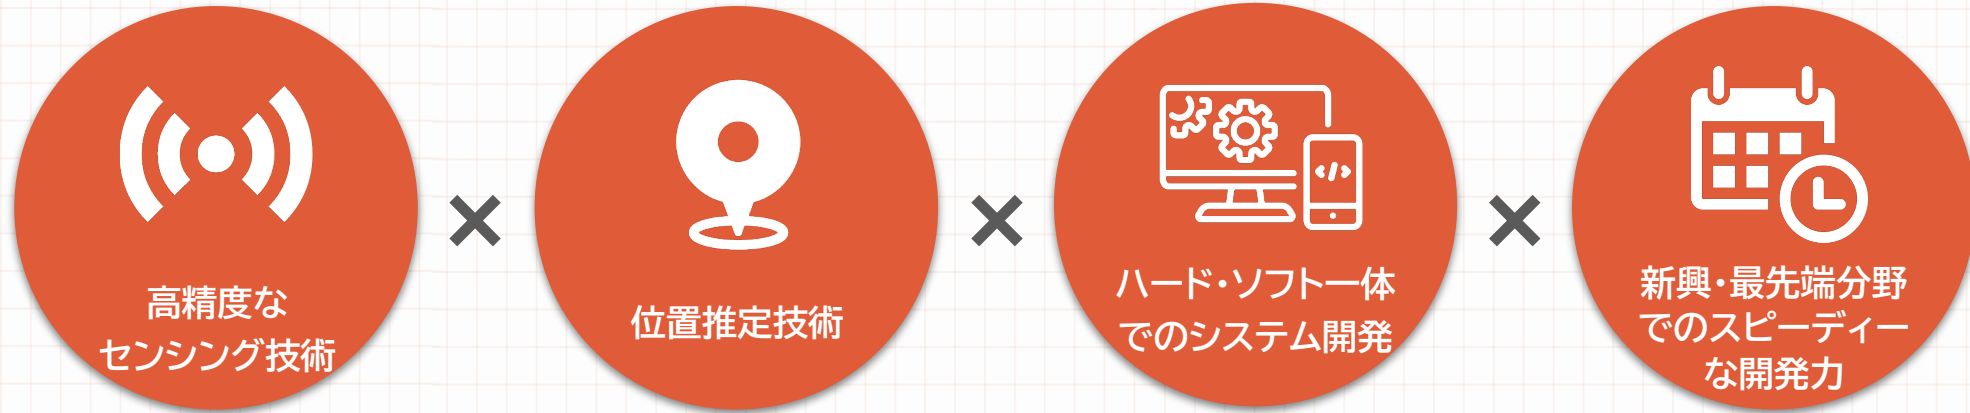 高精度な
センシング技術
×
位置推定技術
×
ハード・ソフト一体
でのシステム開発
×
新興・最先端分野
でのスピーディー
な開発力